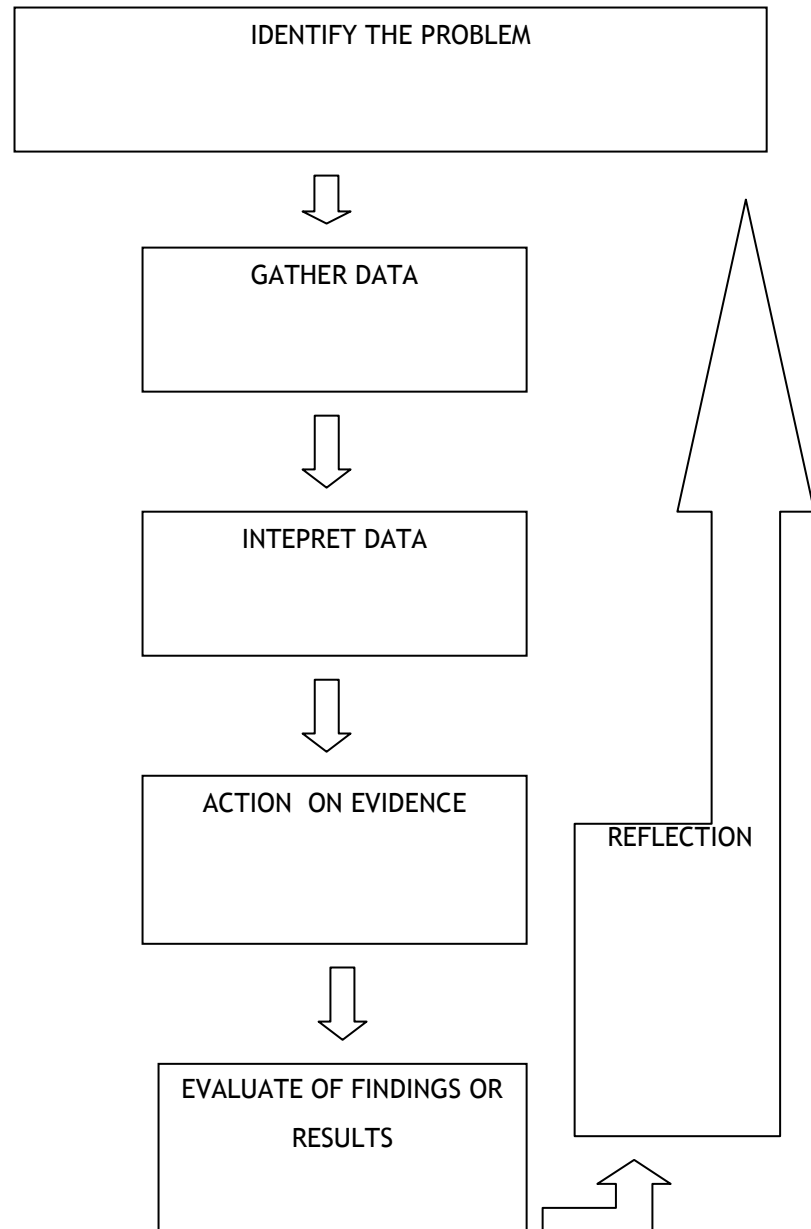 IDENTIFY THE PROBLEM
GATHER DATA
INTEPRET DATA
ACTION ON EVIDENCE
REFLECTION
EVALUATE OF FINDINGS OR
RESULTS